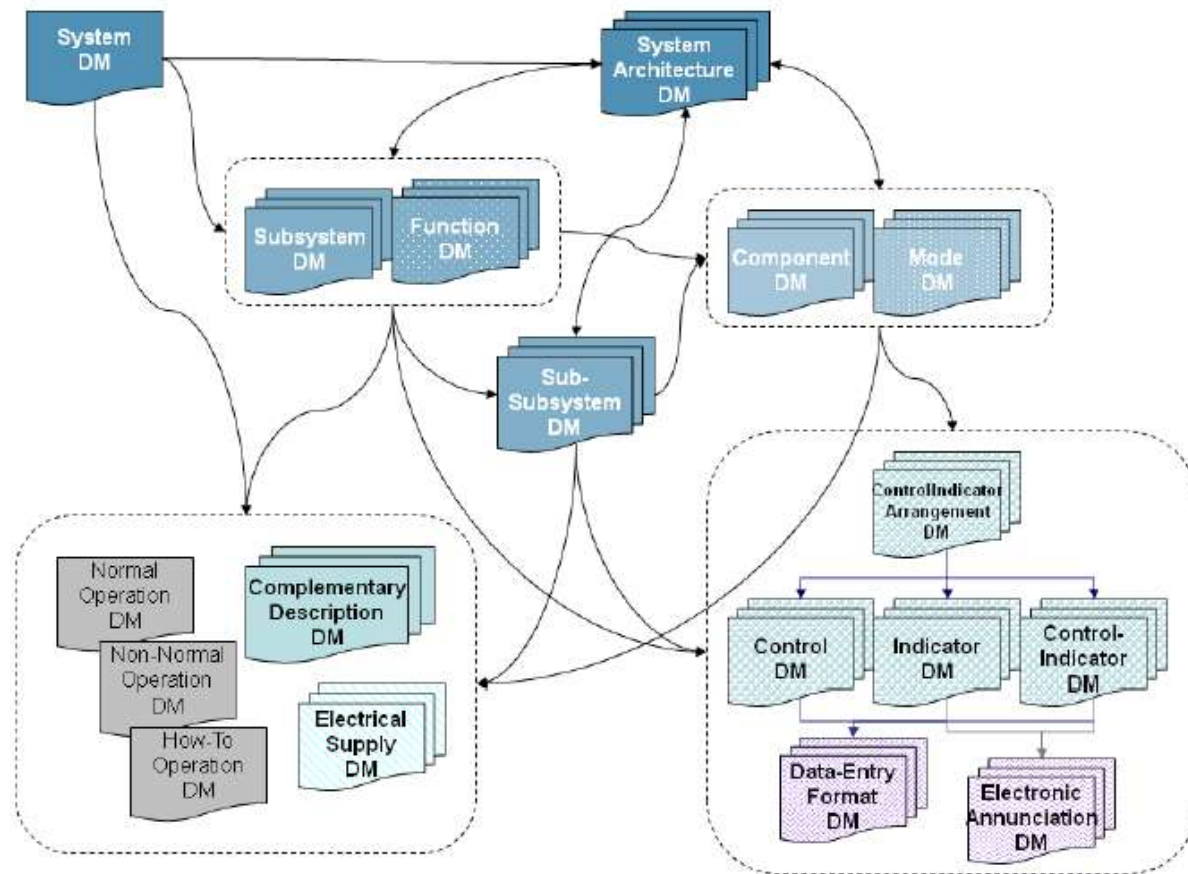 System
DM
System
Architecture
DM
Subsystem
DM
Function
DM
Component
DM
Mode
DM
Sub-
Subsystem
DM
ControlIndicator
Arrangement
DM
Normal
Operation
DM
Complementary
Description
DM
Non-Normal
Operation
DM
Control
DM
Indicator
DM
Control-
Indicator
DM
Electrical
Supply
DM
How-To
Operation
DM
Data-Entry
Format
DM
Electronic
Annunciation
DM